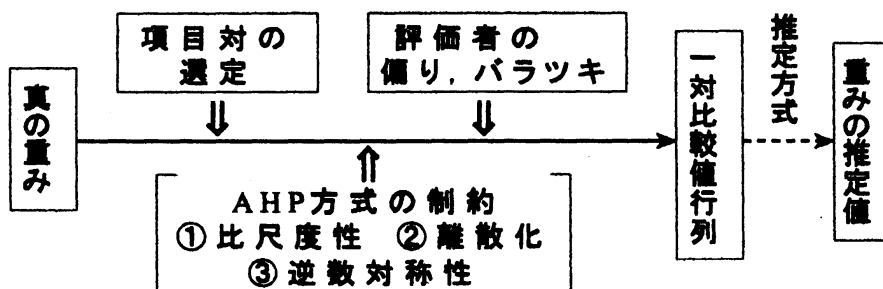 真の重み
項目対の
選定
評価者の
偏り,バラツキ
AHP方式の制約
①比尺度性 ②離散化
③逆数対称性
一対比較値行列
推定方式
重みの推定値